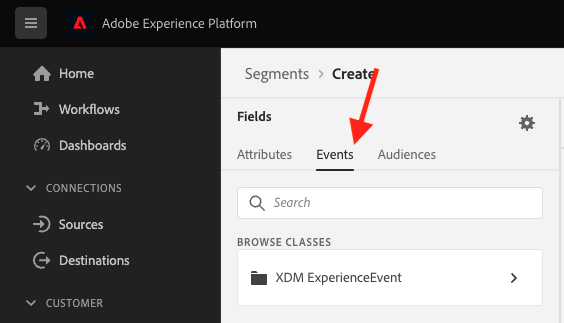 Adobe Experience Platform
Home
Workflows
Dashboards
CONNECTIONS
Sources
Destinations
CUSTOMER
Segments > Create
Fields
Attributes Events Audiences
Search
BROWSE CLASSES
XDM ExperienceEvent